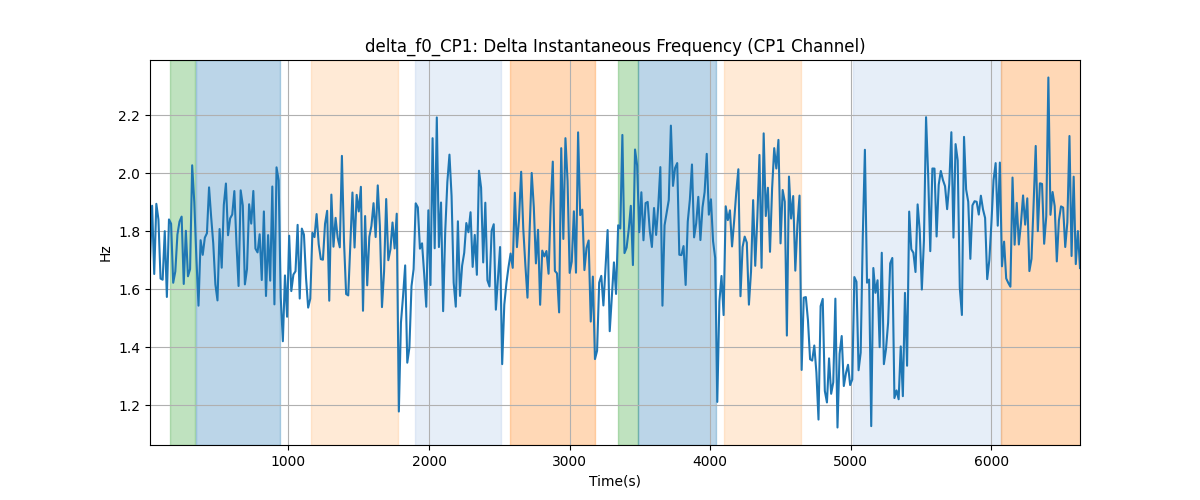 delta_f0_CP1: Delta Instantaneous Frequency (CP1 Channel)
Hz
2.2
2.0
1.8
1.6
1.4
1.2
1000 2000 3000 4000 5000 6000
Time(s)